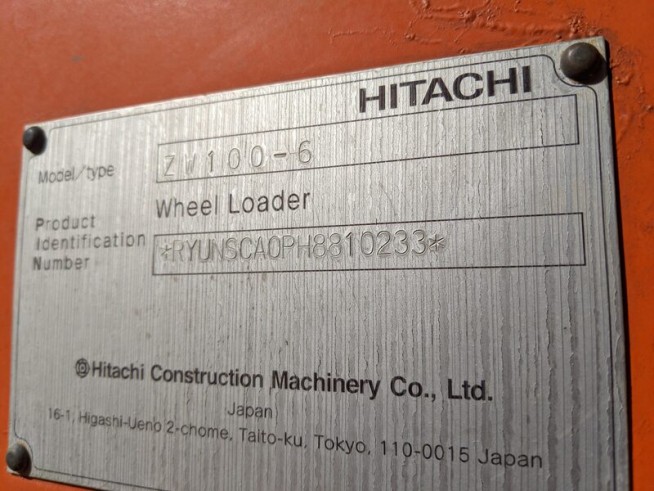 HITACHI
Model/type ZW100-6
Wheel Loader
Product
Identification
Number
*RYUNSCA0PH8810233*
Hitachi Construction Machinery Co., Ltd.
Japan
16-1, Higashi-Ueno 2-chome, Taito-ku, Tokyo, 110-0015 Japan